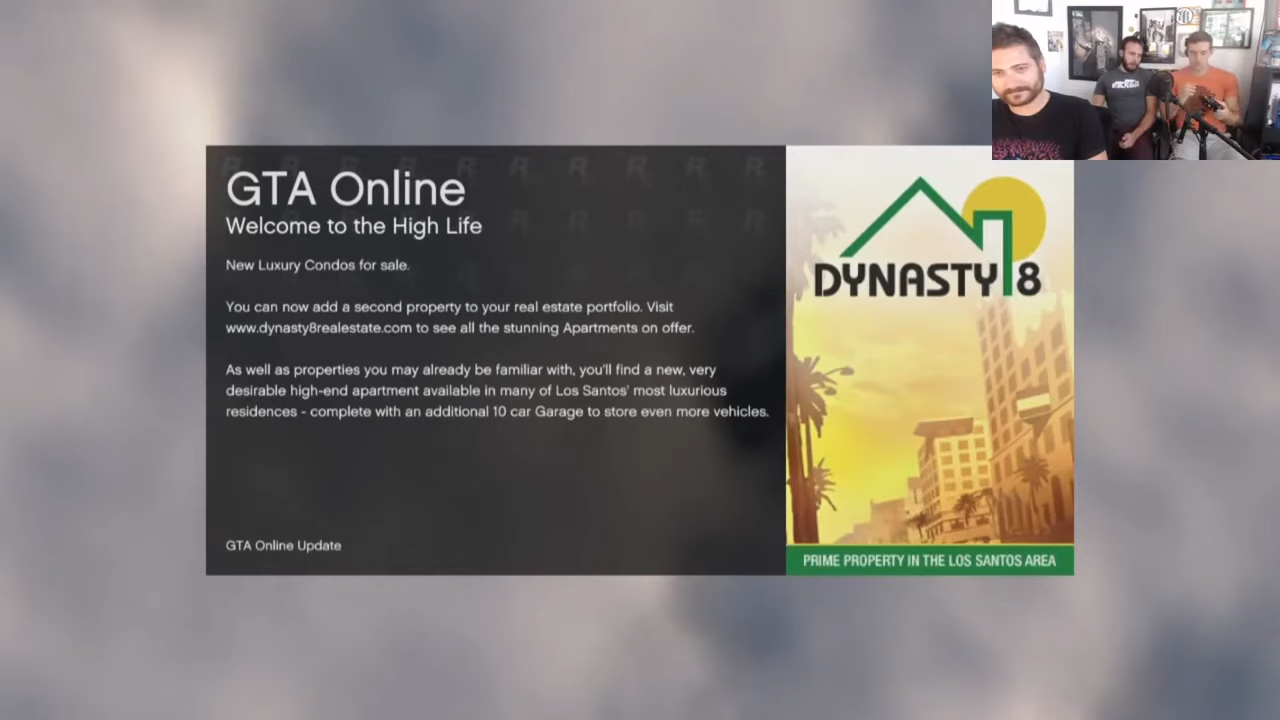 GTA Online
Welcome to the High Life
New Luxury Condos for sale.
You can now add a second property to your real estate portfolio. Visit
www.dynasty8realestate.com to see all the stunning Apartments on offer.
As well as properties you may already be familiar with, you'll find a new, very
desirable high-end apartment available in many of Los Santos' most luxurious
residences - complete with an additional 10 car Garage to store even more vehicles.
GTA Online Update
DYNASTY 8
PRIME PROPERTY IN THE LOS SANTOS AREA